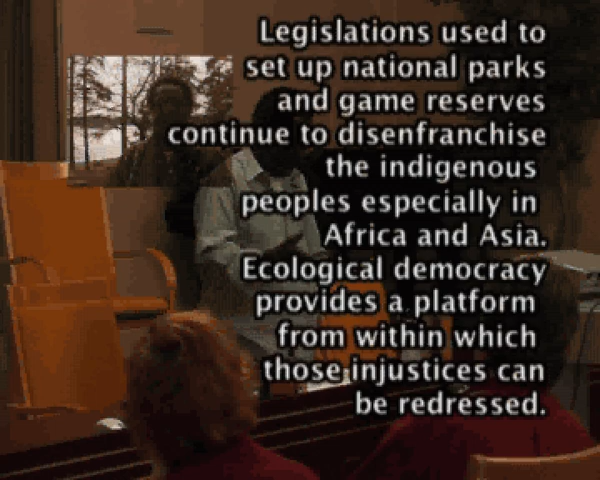 Legislations used to
set up national parks
and game reserves
continue to disenfranchise
the indigenous
peoples especially in
Africa and Asia.
Ecological democracy
provides a platform
from within which
those injustices can
be redressed.